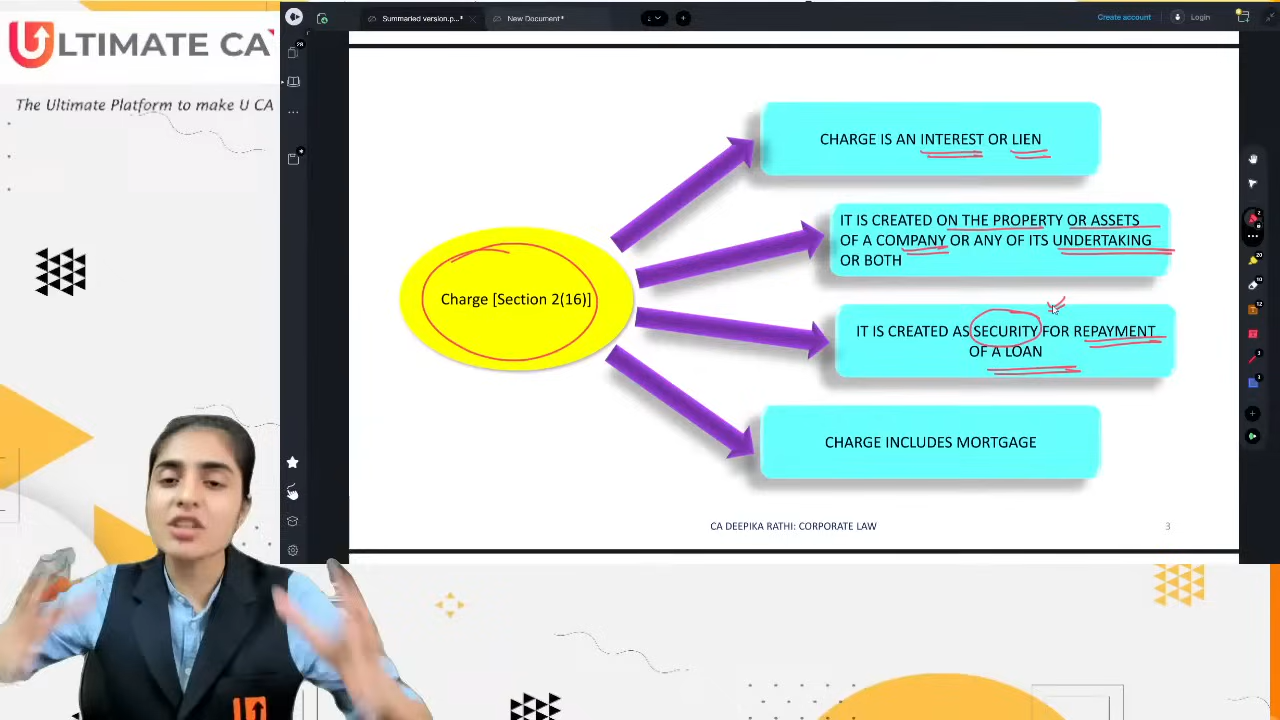 ULTIMATE CA
The Ultimate Platform to make U CA
Summaried version.p...*
New Document*
Create account
Login
CHARGE IS AN INTEREST OR LIEN
IT IS CREATED ON THE PROPERTY OR ASSETS
OF A COMPANY OR ANY OF ITS UNDERTAKING
OR BOTH
Charge [Section 2(16)]
IT IS CREATED AS SECURITY FOR REPAYMENT
OF A LOAN
CHARGE INCLUDES MORTGAGE
CA DEEPIKA RATHI: CORPORATE LAW
3